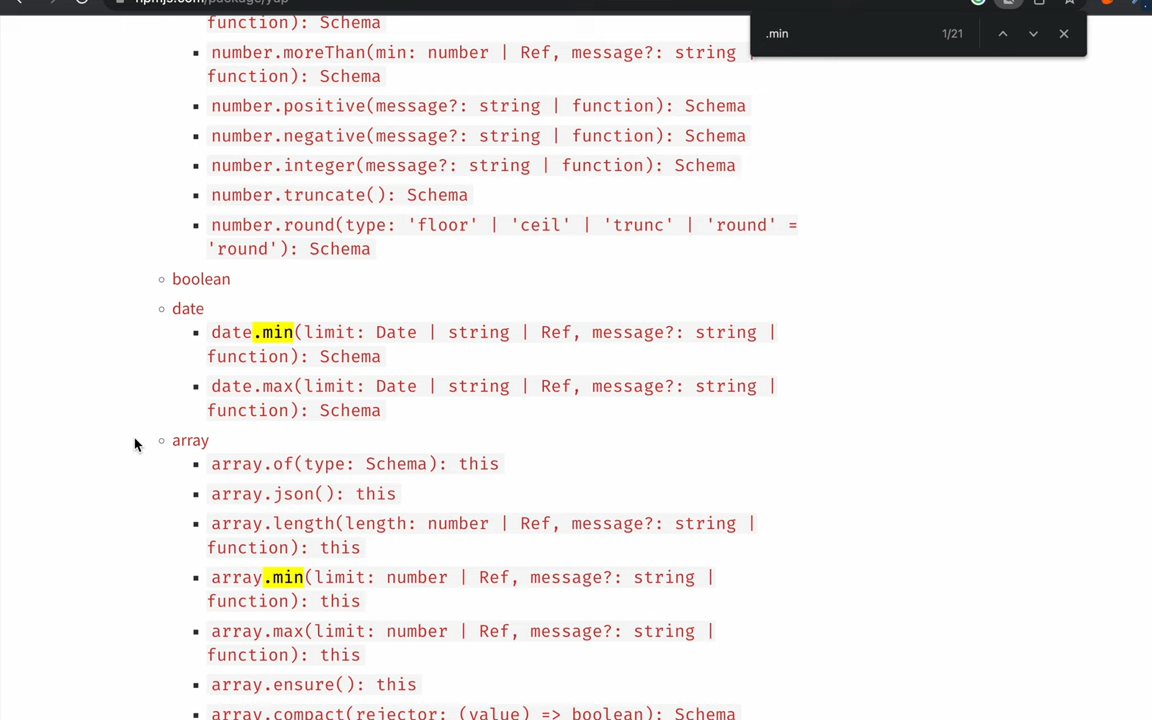 npmjs.com/package/yup
.min
1/21
function): Schema
number.moreThan(min: number | Ref, message?: string |
function): Schema
number.positive(message?: string | function): Schema
number.negative(message?: string | function): Schema
number.integer(message?: string | function): Schema
number.truncate(): Schema
number.round(type: 'floor' | 'ceil' | 'trunc' | 'round' =
'round'): Schema
boolean
date
date.min(limit: Date | string | Ref, message?: string |
function): Schema
date.max(limit: Date | string | Ref, message?: string |
function): Schema
array
array.of(type: Schema): this
array.json(): this
array.length(length: number | Ref, message?: string |
function): this
array.min(limit: number | Ref, message?: string |
function): this
array.max(limit: number | Ref, message?: string |
function): this
array.ensure(): this
array.compact(rejector: (value) => boolean): Schema